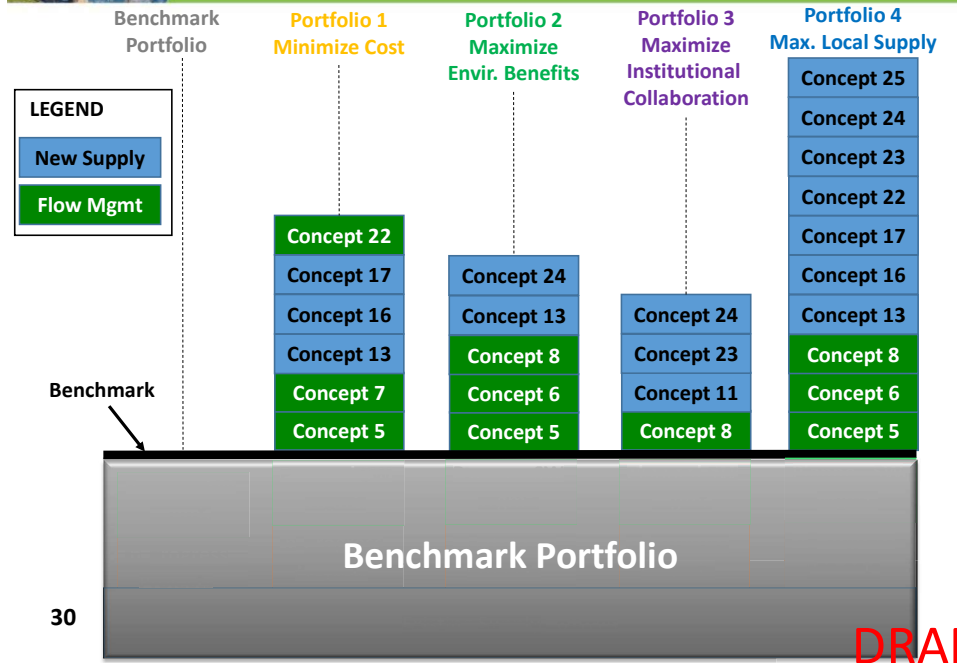 Benchmark
Portfolio
Portfolio 1
Minimize Cost
Portfolio 2
Maximize
Envir. Benefits
Portfolio 3
Maximize
Institutional
Collaboration
Portfolio 4
Max. Local Supply
LEGEND
New Supply
Flow Mgmt
Concept 22
Concept 17
Concept 16
Concept 13
Concept 7
Concept 5
Concept 24
Concept 13
Concept 8
Concept 6
Concept 5
Concept 24
Concept 23
Concept 11
Concept 8
Concept 25
Concept 24
Concept 23
Concept 22
Concept 17
Concept 16
Concept 13
Concept 8
Concept 6
Concept 5
Benchmark
Benchmark Portfolio
30
DRA